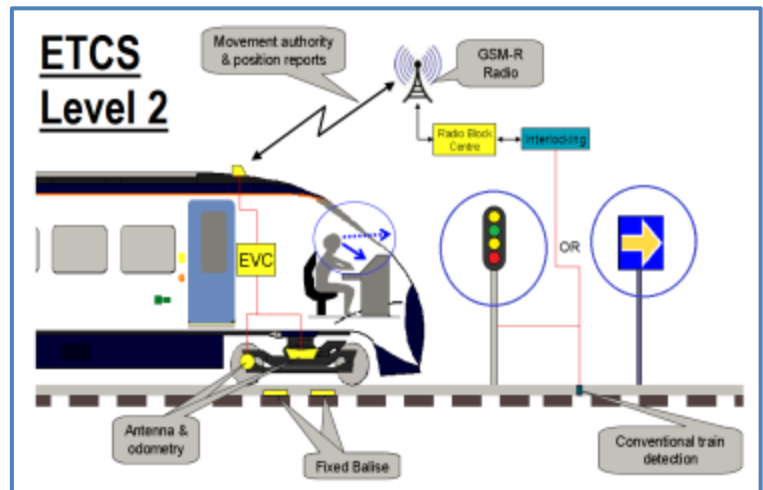 ETCS
Level 2
Movement authority
& position reports
GSM-R
Radio
Radio Block
Centre
Interlocking
EVC
OR
Antenna &
odometry
Fixed Balise
Conventional train
detection